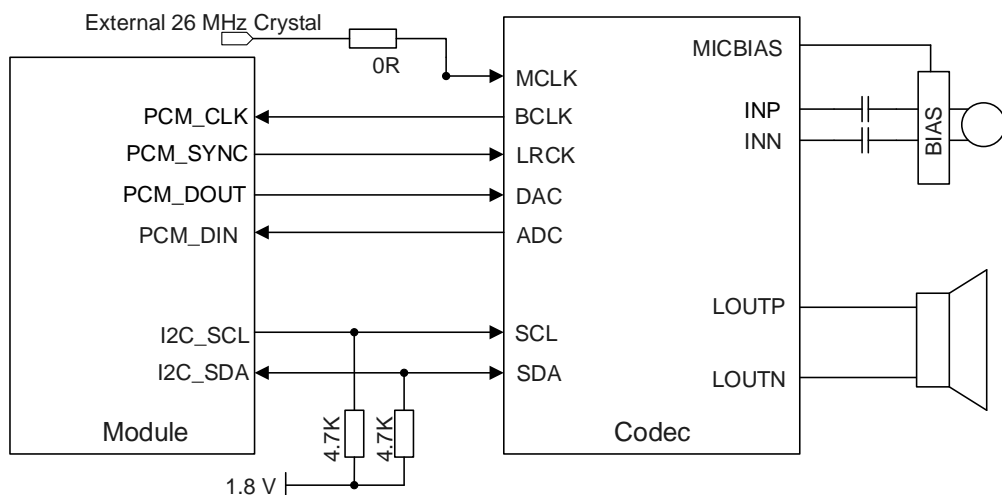 External 26 MHz Crystal
0R
MICBIAS
MCLK
PCM_CLK
BCLK
INP
INN
BIAS
PCM_SYNC
LRCK
PCM_DOUT
DAC
PCM_DIN
ADC
LOUTP
I2C_SCL
SCL
I2C_SDA
SDA
LOUTN
Module
4.7K
4.7K
Codec
1.8 V